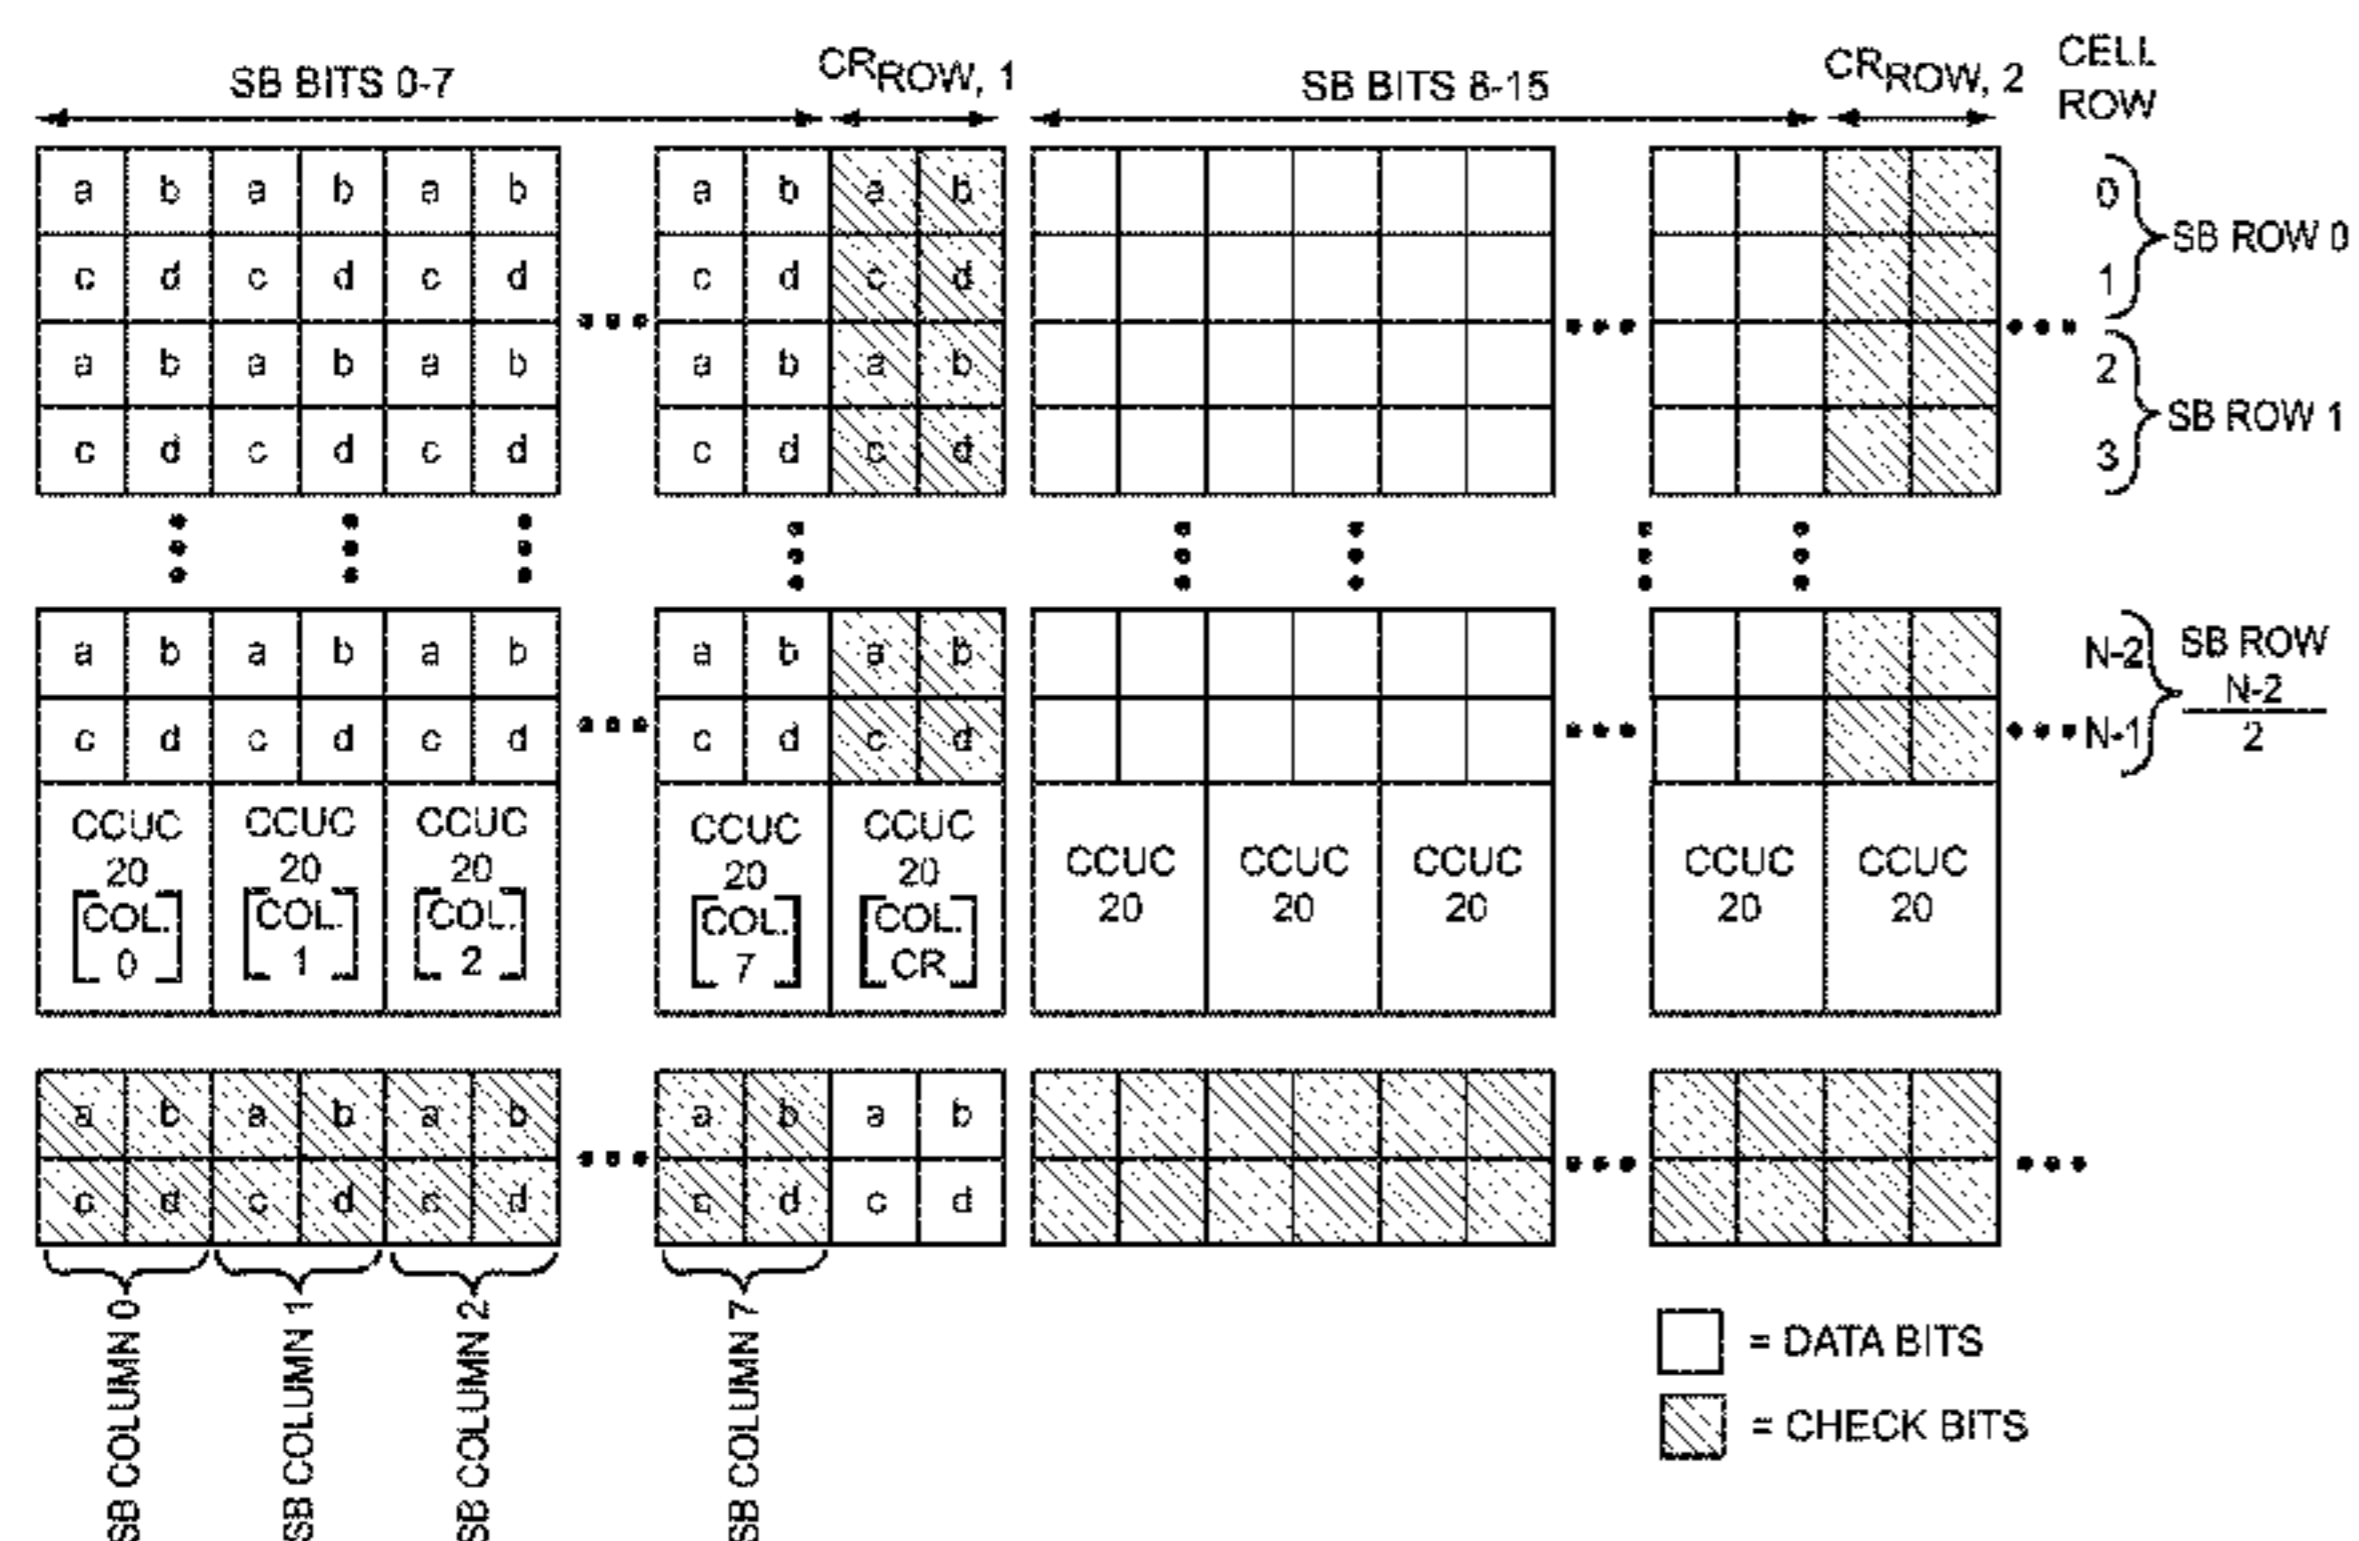 SB BITS 0-7 CRROW, 1 SB BITS 8-15 CRROW, 2 CELL
ROW
a b a b a b a b a b 0
SB ROW 0
c d c d c d c d c d 1
a b a b a b a b a b 2
SB ROW 1
c d c d c d c d c d 3
a b a b a b a b a b N-2 SB ROW
N-2
c d c d c d c d c d N-1 2
CCUC CCUC CCUC CCUC CCUC CCUC CCUC CCUC CCUC CCUC
20 20 20 20 20 20 20 20 20 20
COL. COL. COL. COL. COL.
0 1 2 7 CR
a b a b a b a b a b
c d c d c d c d c d
SB COLUMN 0
SB COLUMN 1
SB COLUMN 2
SB COLUMN 7
= DATA BITS
= CHECK BITS